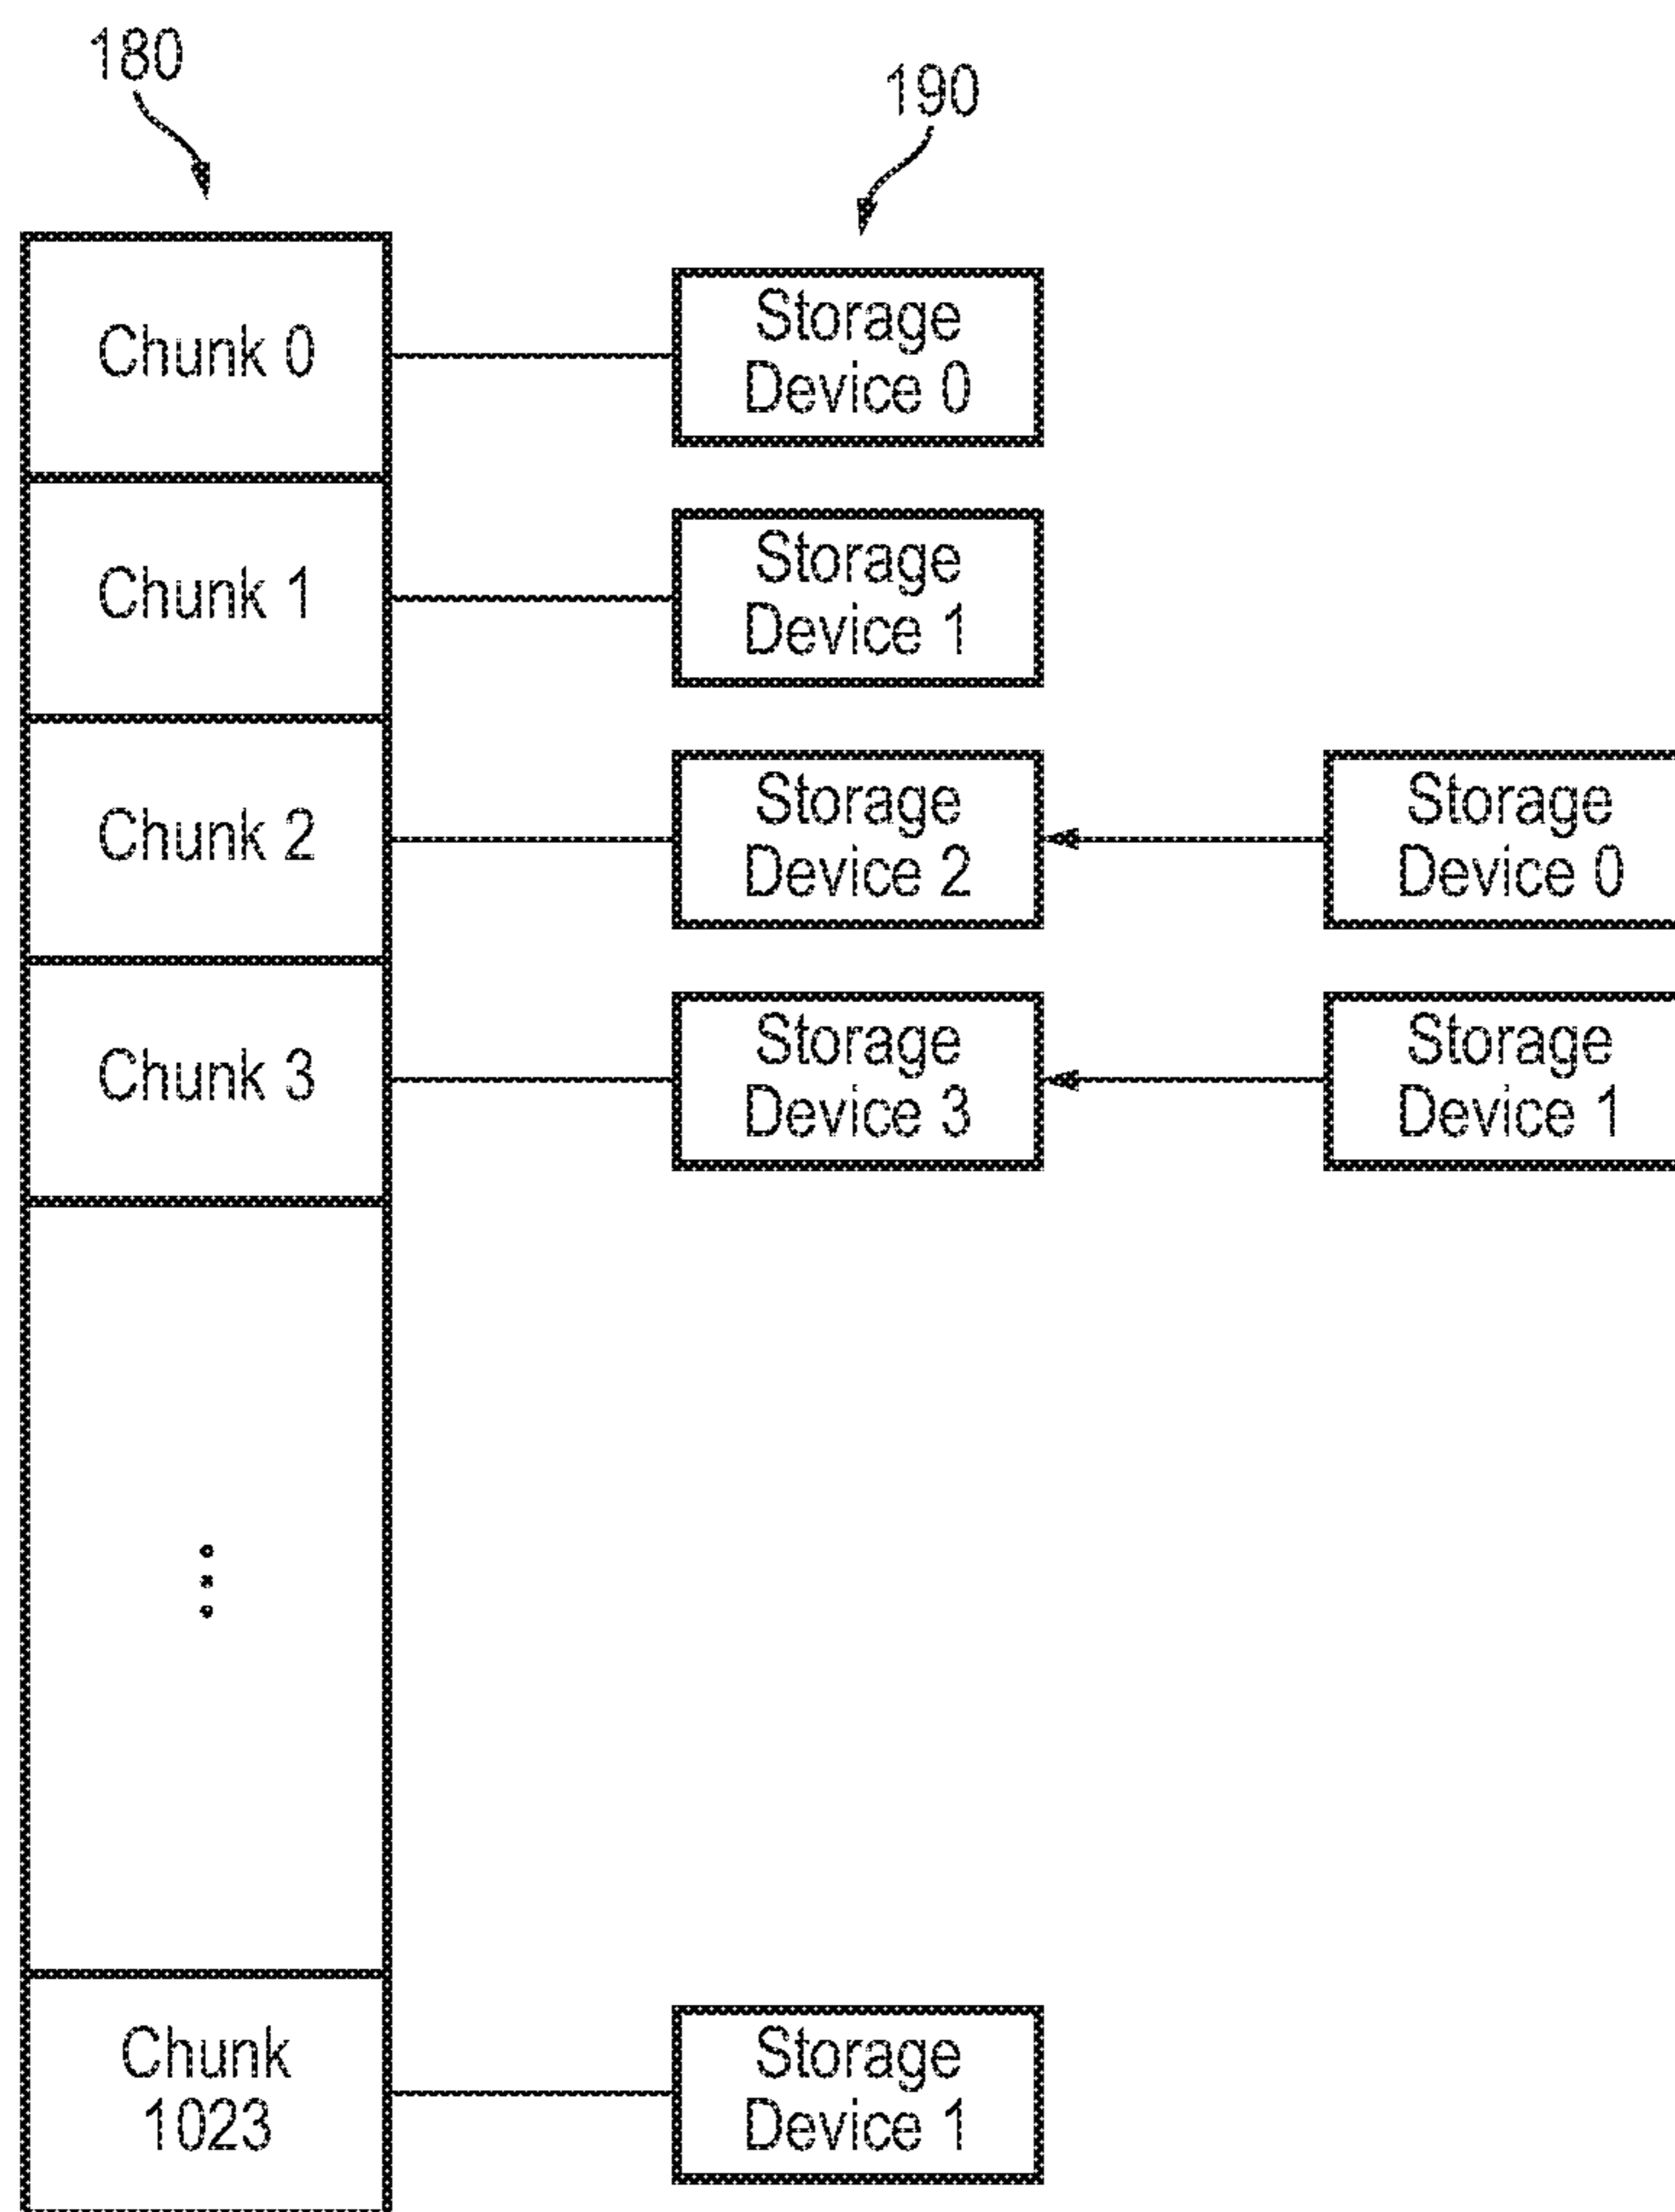 180
190
Chunk 0
Storage
Device 0
Chunk 1
Storage
Device 1
Chunk 2
Storage
Device 2
Storage
Device 0
Chunk 3
Storage
Device 3
Storage
Device 1
Chunk
1023
Storage
Device 1